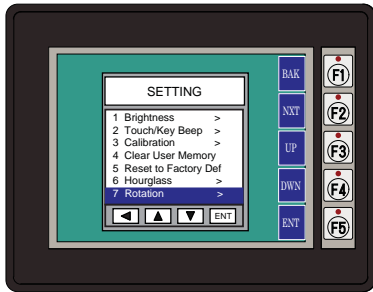 SETTING
1 Brightness >
2 Touch/Key Beep >
3 Calibration >
4 Clear User Memory
5 Reset to Factory Def
6 Hourglass >
7 Rotation >
ENT
BAK
NXT
UP
DWN
ENT
F1
F2
F3
F4
F5